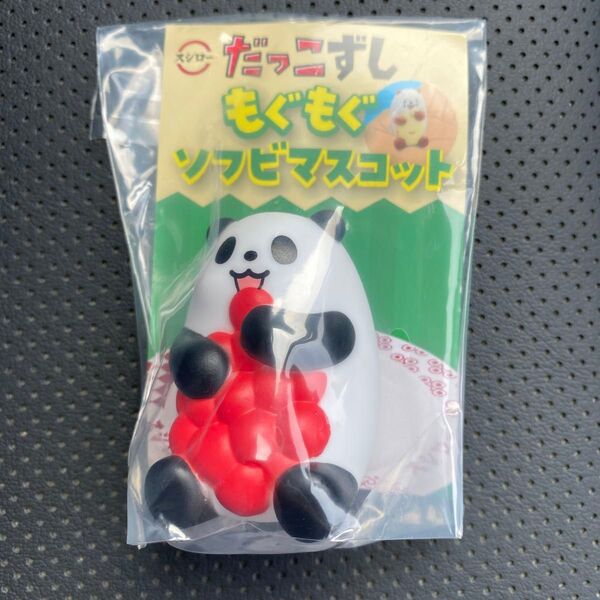 スシロー だっこずし
もぐもぐ
ソフビマスコット